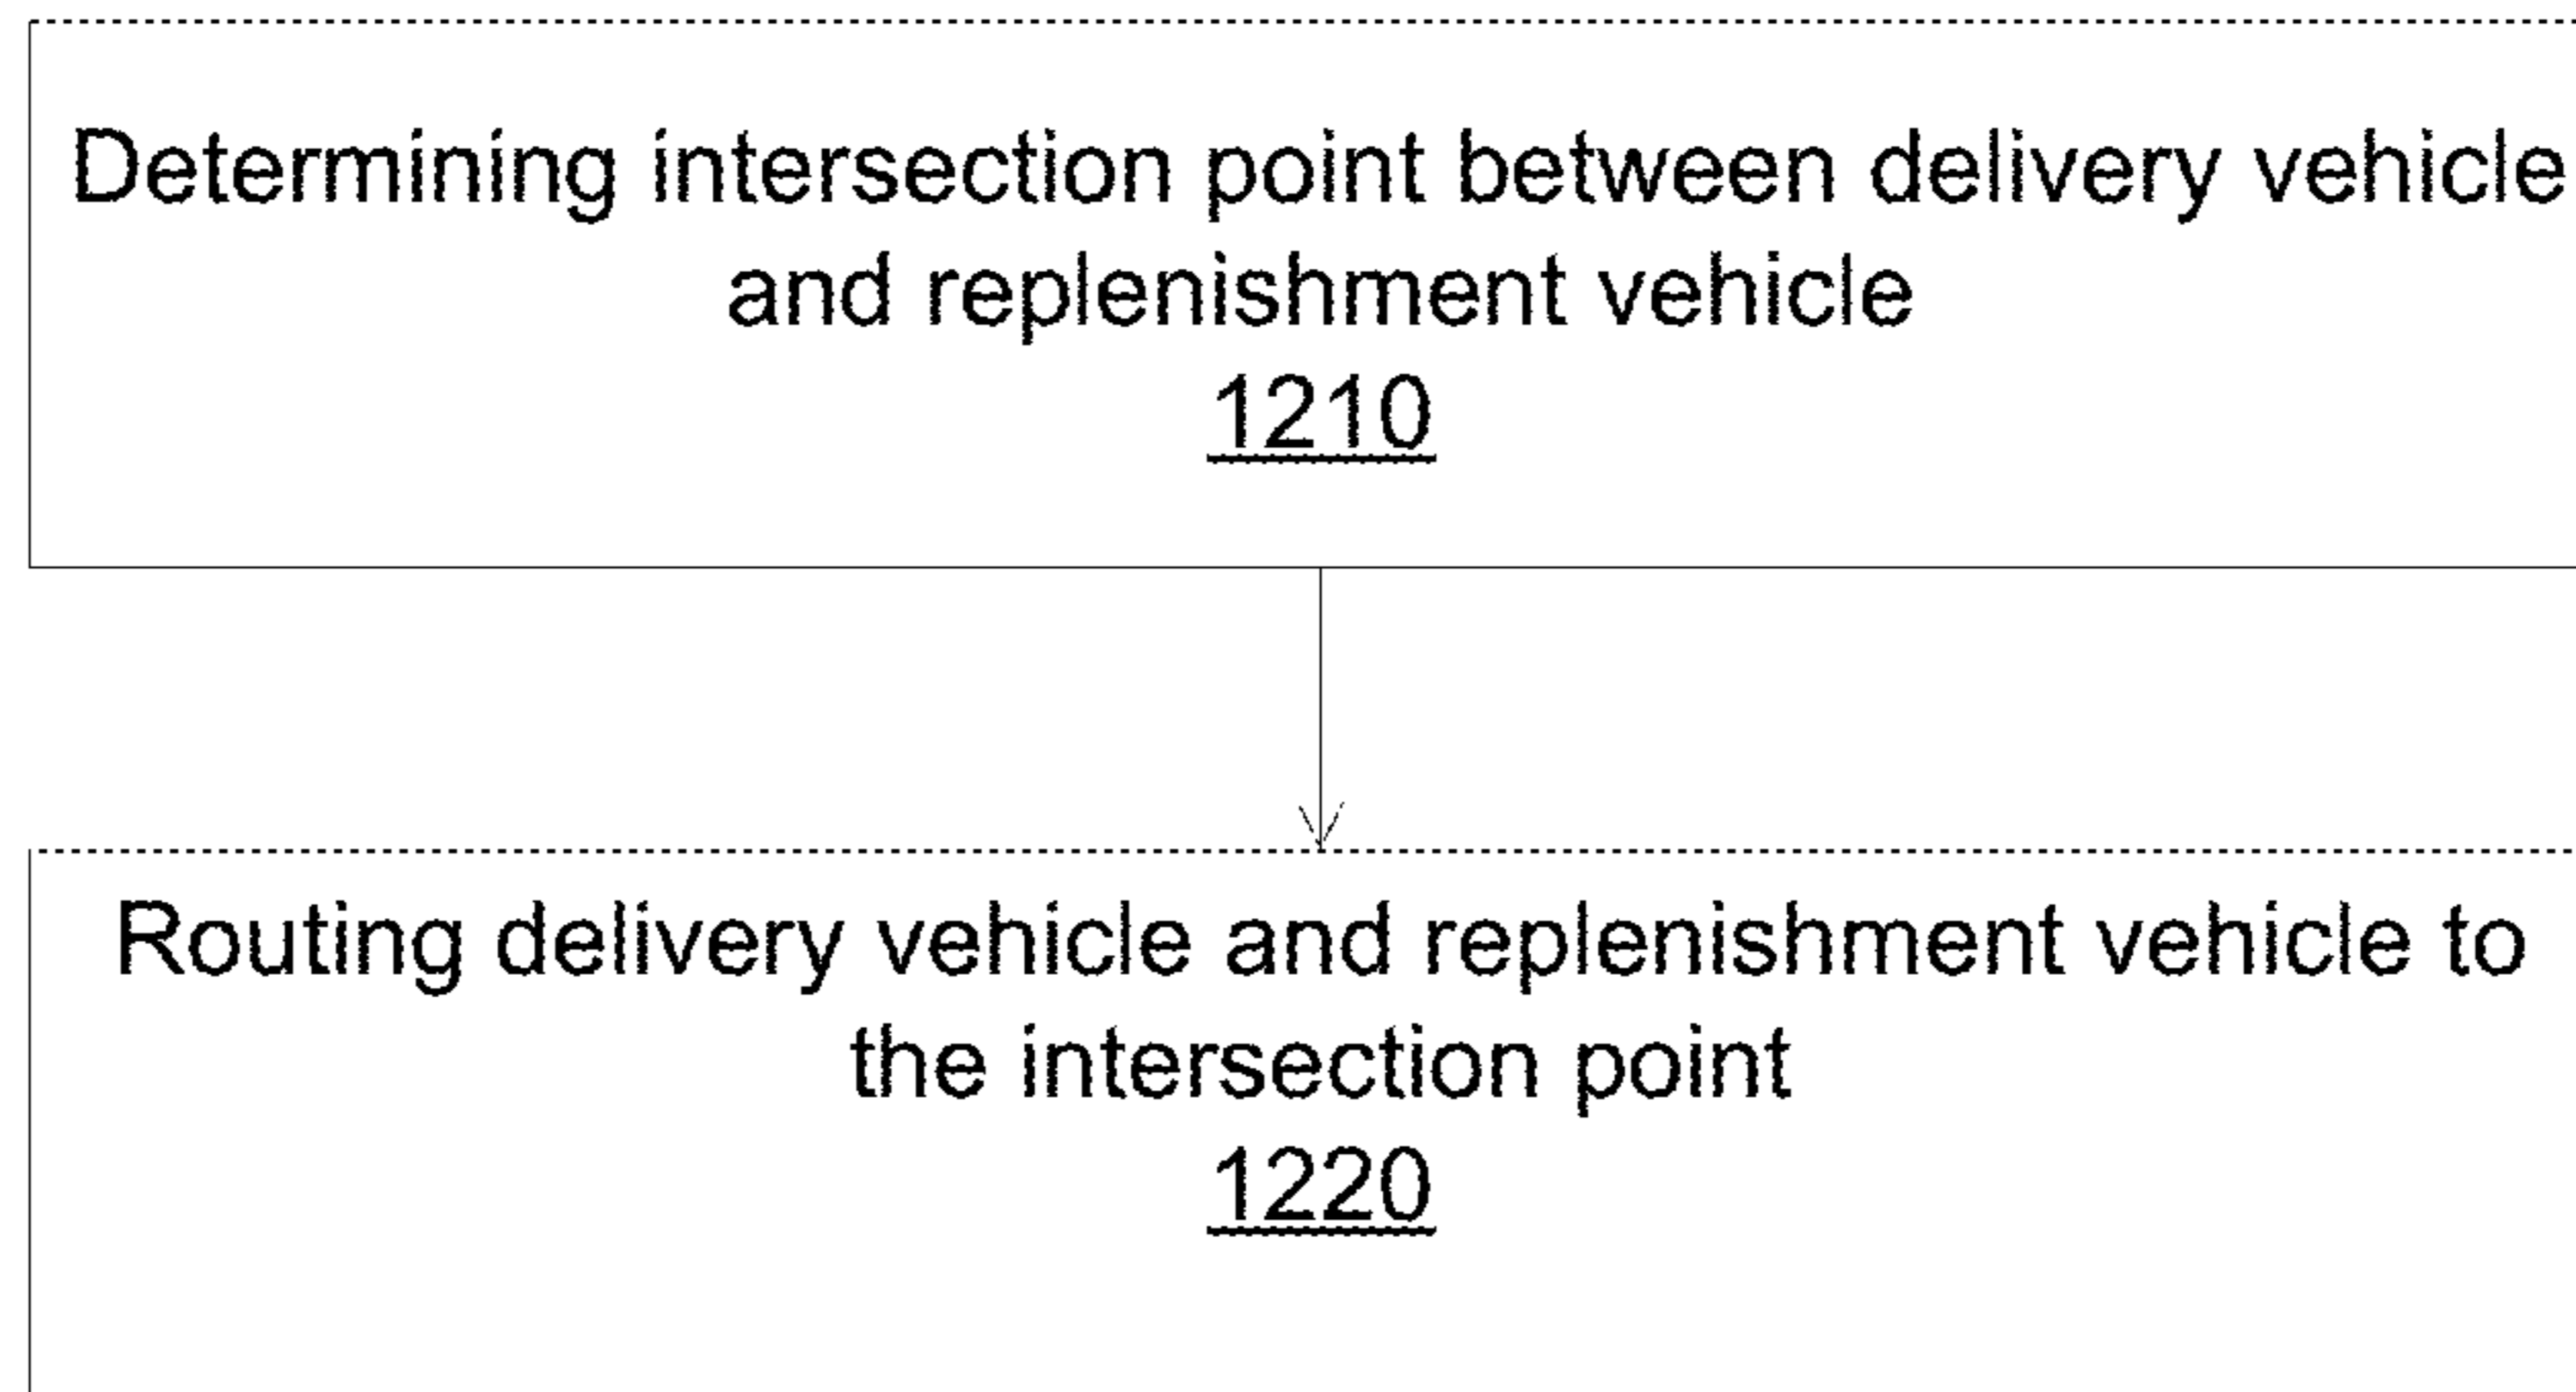 Determining intersection point between delivery vehicle
and replenishment vehicle
1210
Routing delivery vehicle and replenishment vehicle to
the intersection point
1220